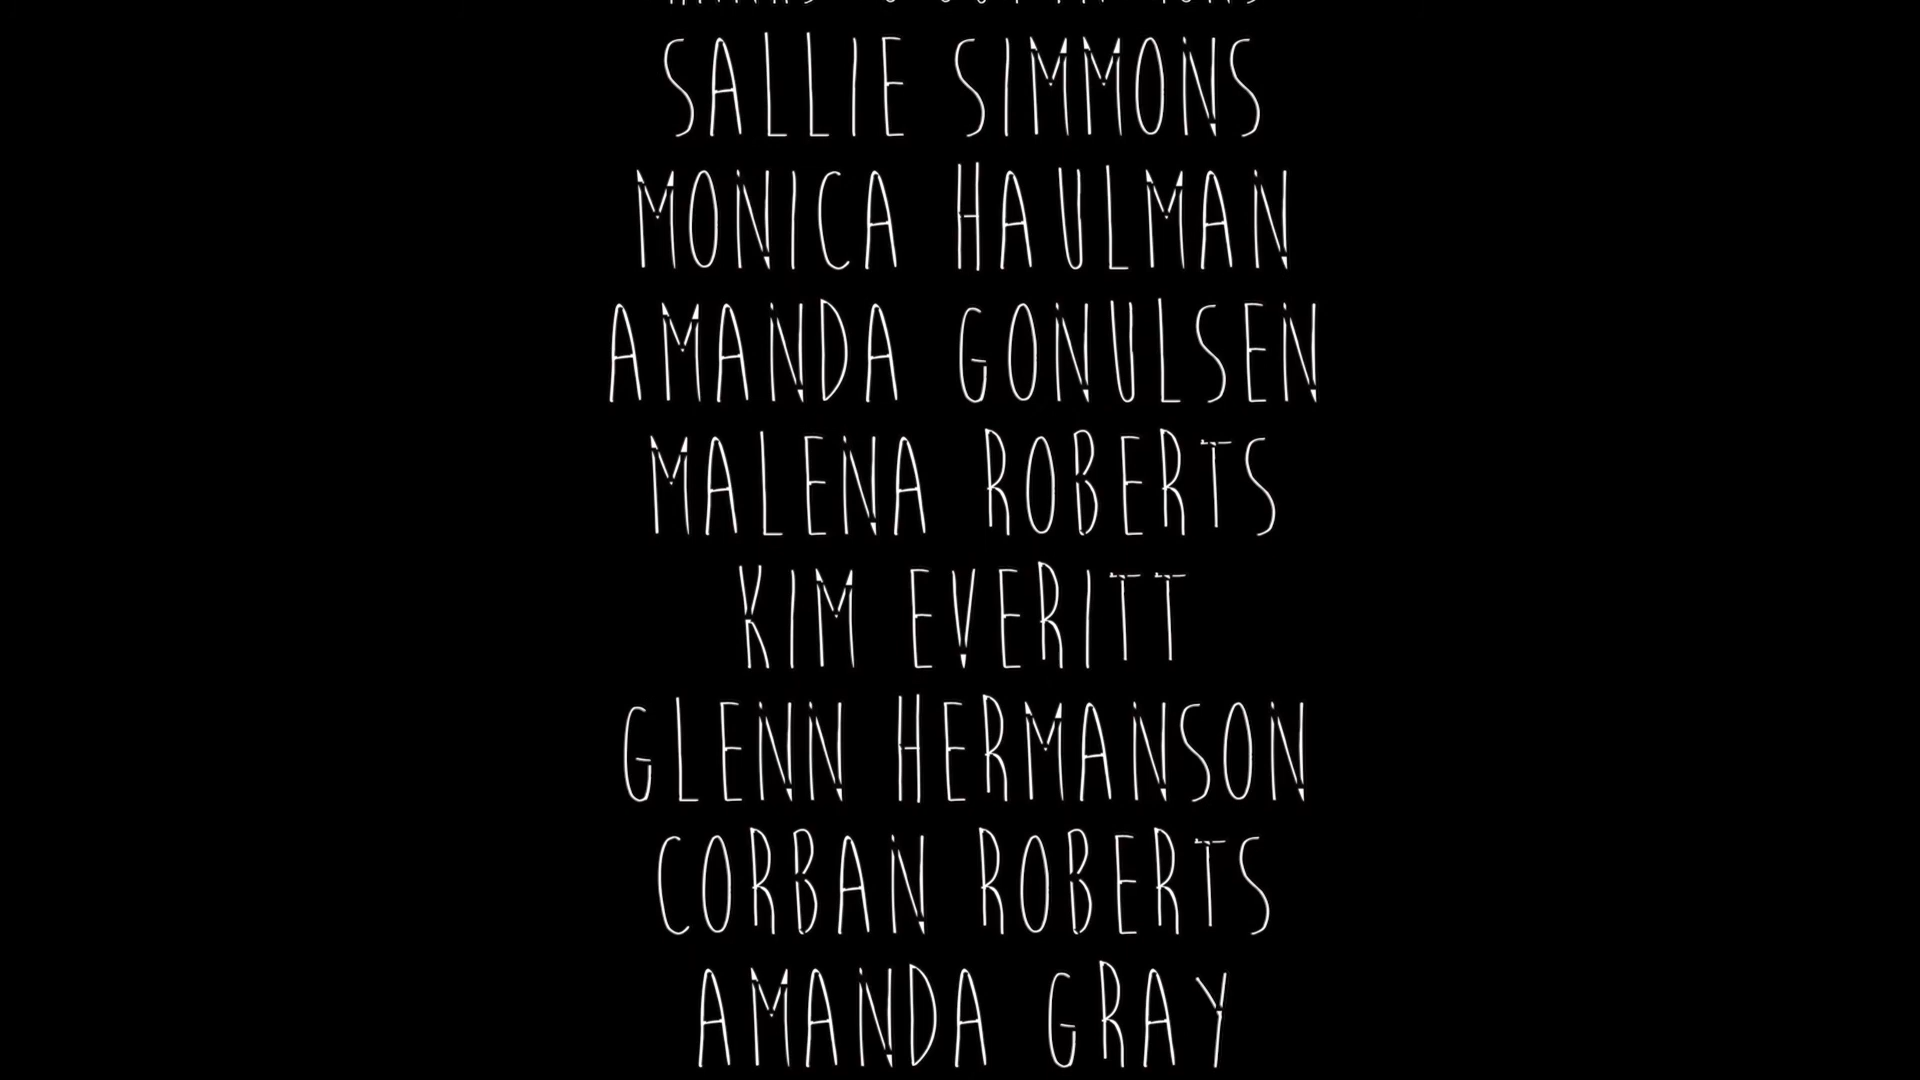 SALLIE SIMMONS
MONICA HAULMAN
AMANDA GONULSEN
MALENA ROBERTS
KIM EVERITT
GLENN HERMANSON
CORBAN ROBERTS
AMANDA GRAY